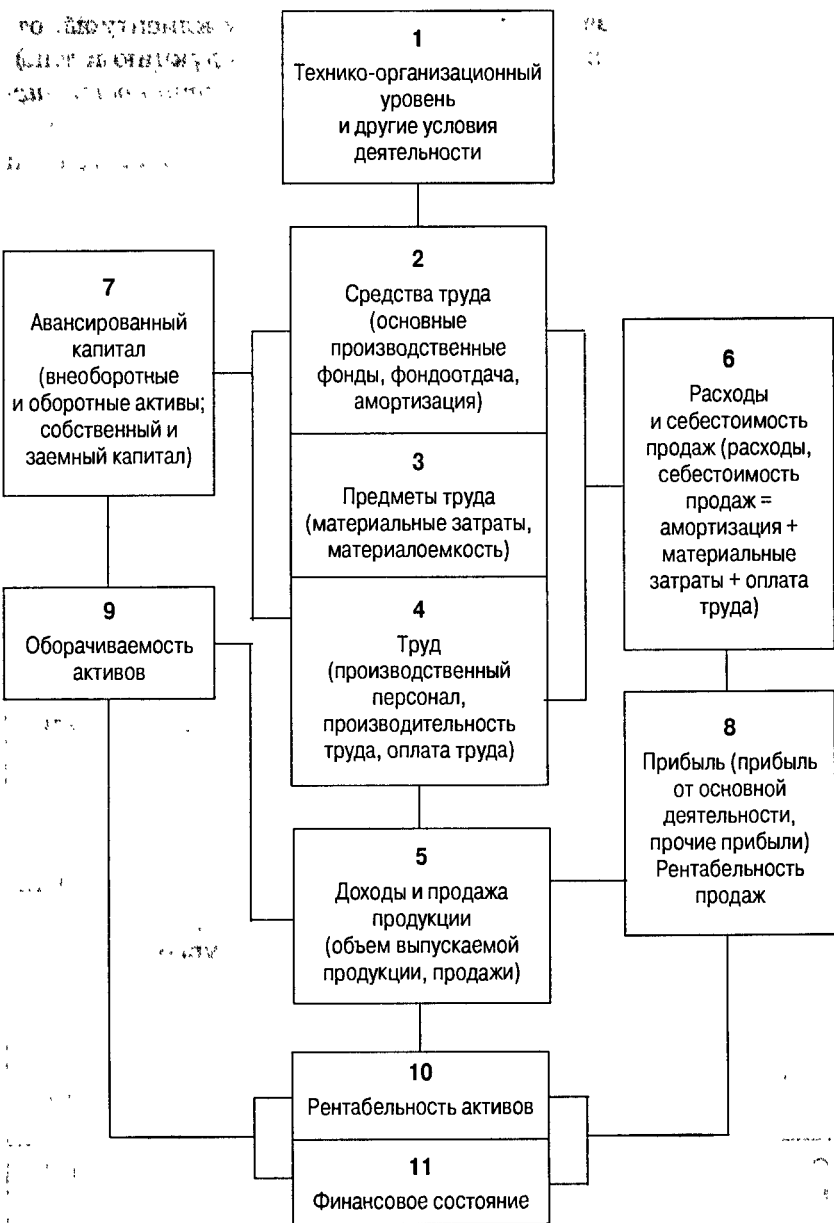 1
Технико-организационный
уровень
и другие условия
деятельности
2
Средства труда
(основные
производственные
фонды, фондоотдача,
амортизация)
7
Авансированный
капитал
(внеоборотные
и оборотные активы;
собственный и
заемный капитал)
6
Расходы
и себестоимость
продаж (расходы,
себестоимость
продаж =
амортизация +
материальные
затраты + оплата
труда)
3
Предметы труда
(материальные затраты,
материалоемкость)
9
Оборачиваемость
активов
4
Труд
(производственный
персонал,
производительность
труда, оплата труда)
8
Прибыль (прибыль
от основной
деятельности,
прочие прибыли)
Рентабельность
продаж
5
Доходы и продажа
продукции
(объем выпускаемой
продукции, продажи)
10
Рентабельность активов
11
Финансовое состояние